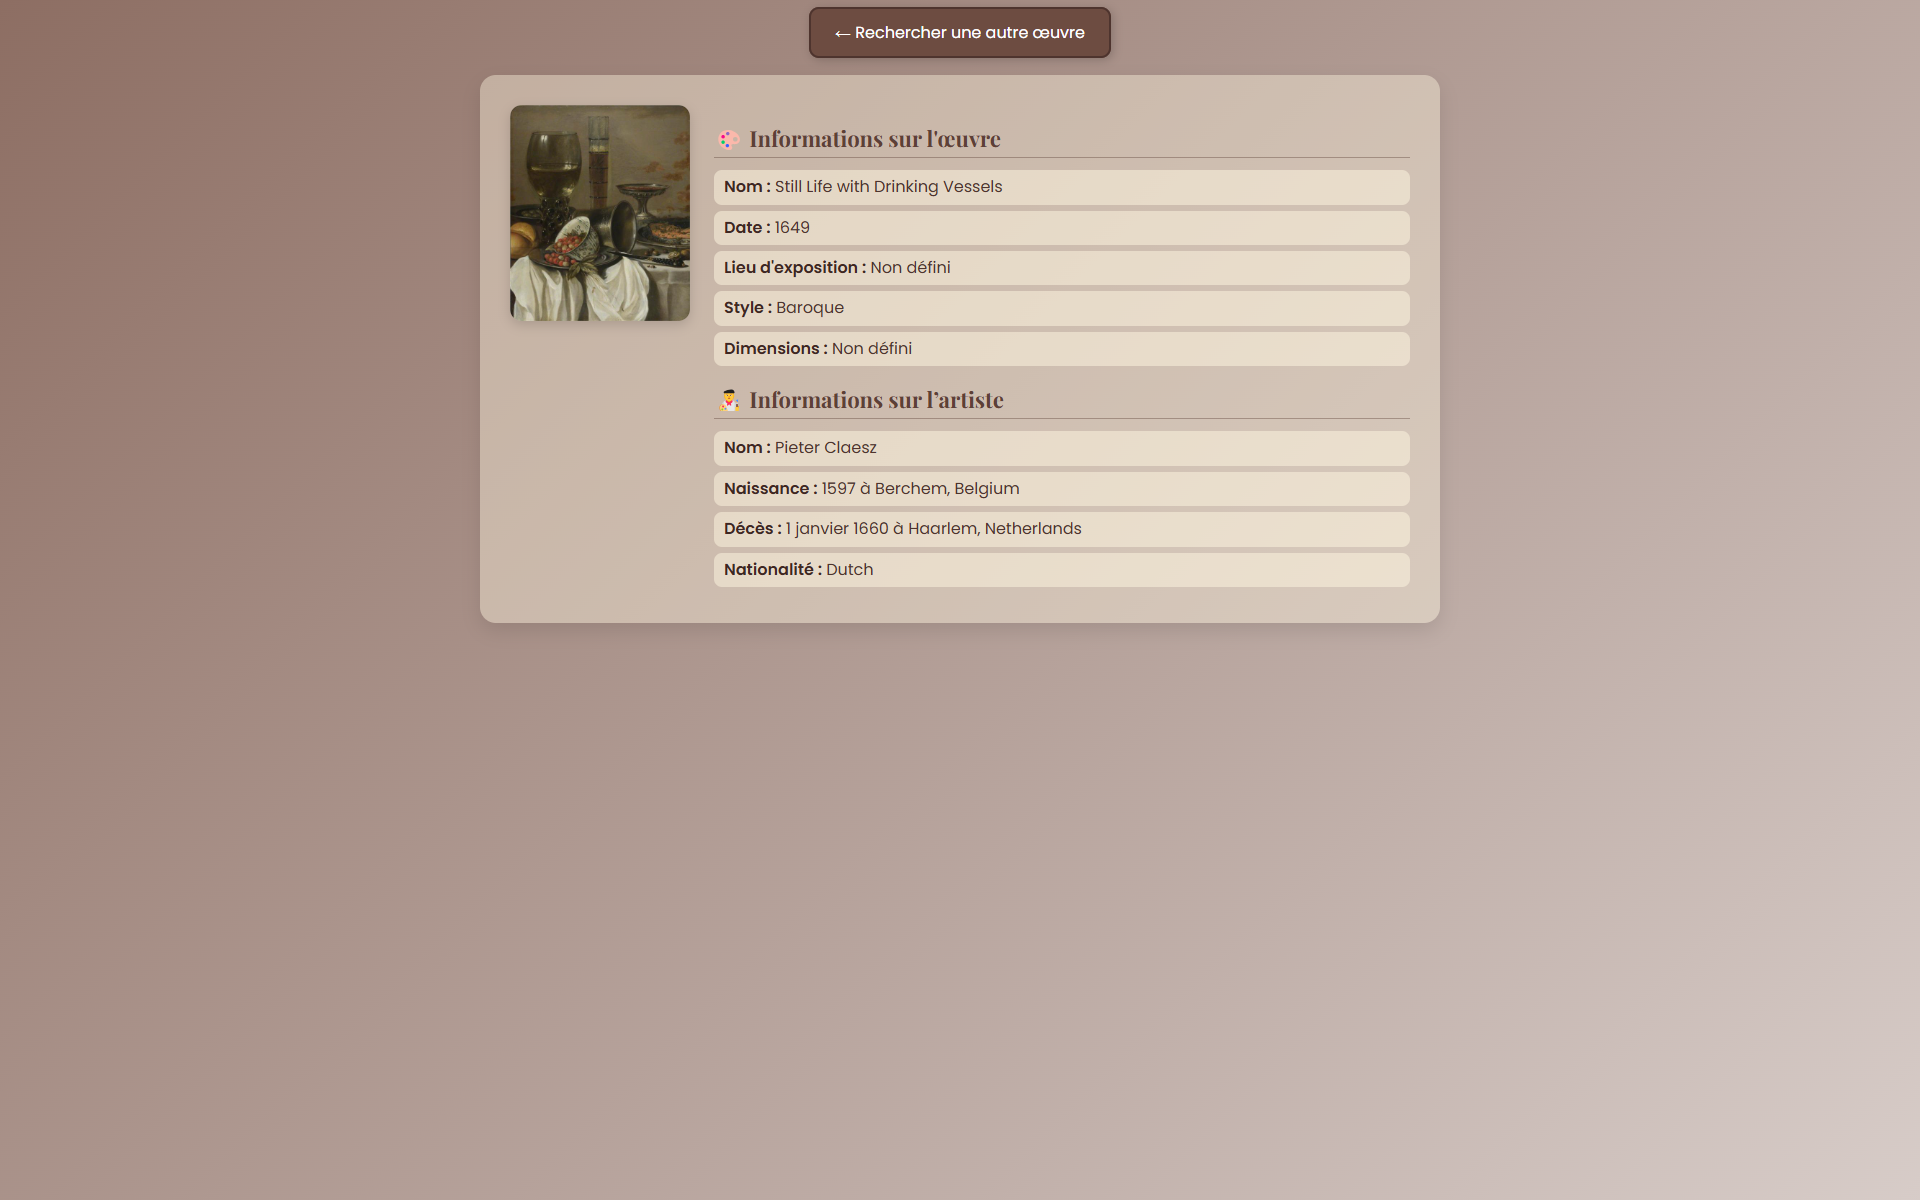 ← Rechercher une autre œuvre
Informations sur l'œuvre
Nom : Still Life with Drinking Vessels
Date : 1649
Lieu d'exposition : Non défini
Style : Baroque
Dimensions : Non défini
Informations sur l’artiste
Nom : Pieter Claesz
Naissance : 1597 à Berchem, Belgium
Décès : 1 janvier 1660 à Haarlem, Netherlands
Nationalité : Dutch